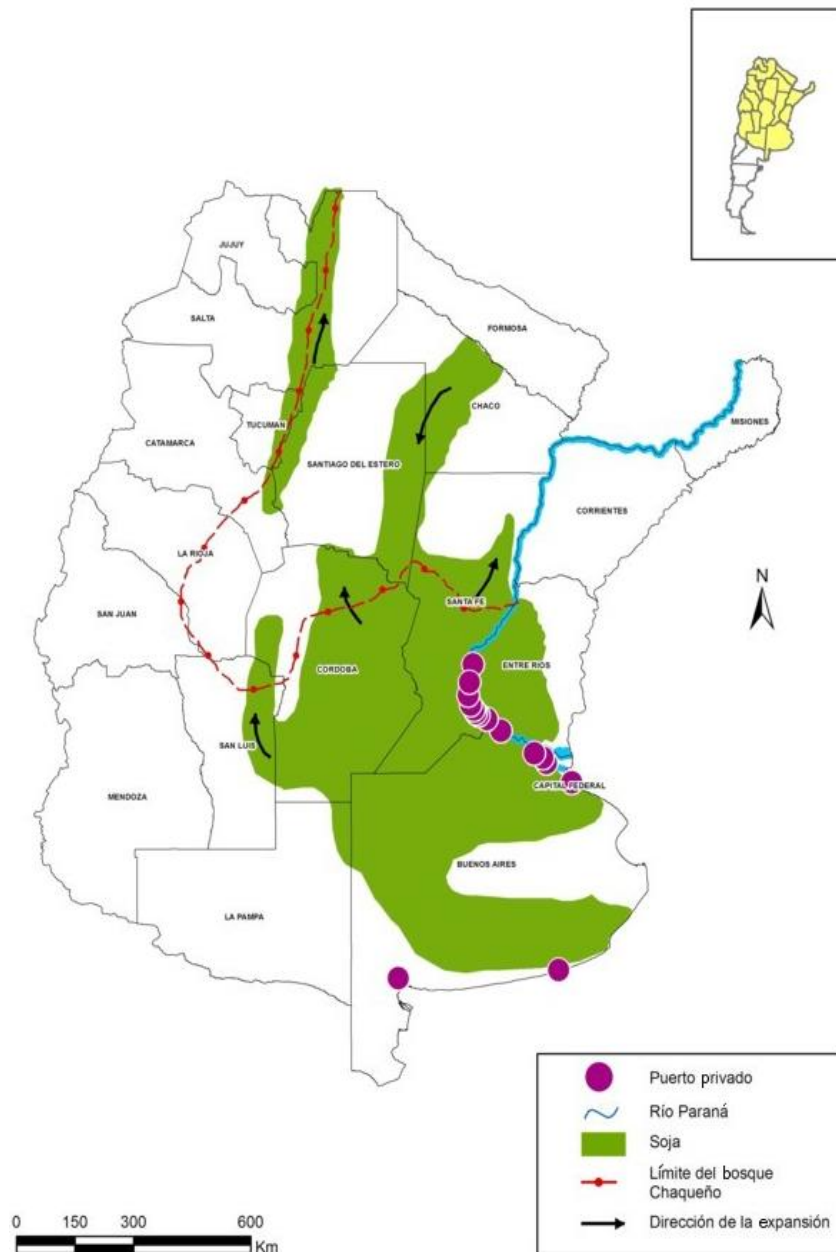 JUJUY
SALTA
FORMOSA
CHACO
MISIONES
TUCUMAN
CATAMARCA
SANTIAGO DEL ESTERO
CORRIENTES
LA RIOJA
SAN JUAN
SANTA FE
N
CORDOBA
ENTRE RIOS
SAN LUIS
MENDOZA
CAPITAL FEDERAL
BUENOS AIRES
LA PAMPA
Puerto privado
Río Paraná
Soja
Límite del bosque
Chaqueño
Dirección de la expansión
0 150 300 600
Km